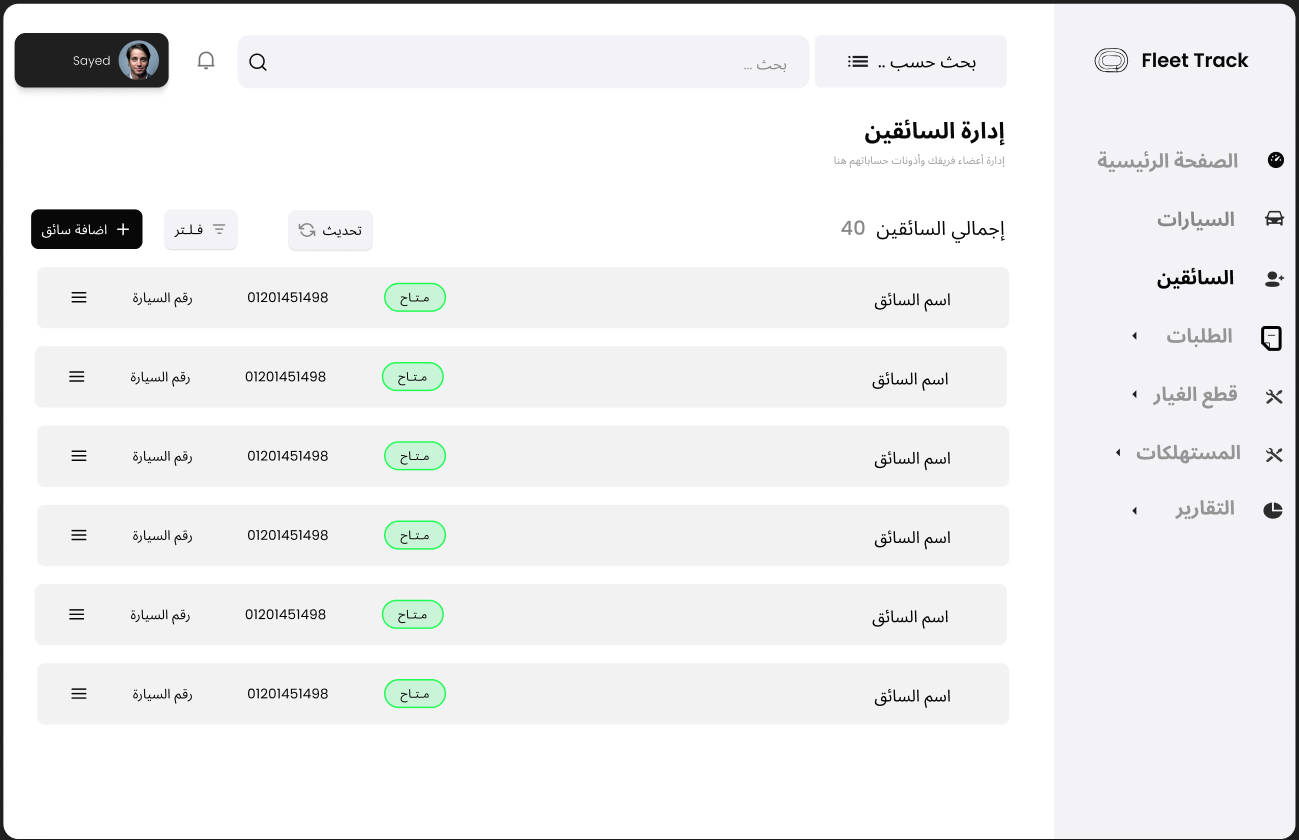 Fleet Track
الصفحة الرئيسية
السيارات
السائقين
الطلبات
قطع الغيار
المستهلكات
التقارير
بحث حسب ..
بحث ...
Sayed
إدارة السائقين
إدارة أعضاء فريقك وأذونات حساباتهم هنا
إجمالي السائقين 40
تحديث
فلتر
اضافة سائق
اسم السائق متاح 01201451498 رقم السيارة
اسم السائق متاح 01201451498 رقم السيارة
اسم السائق متاح 01201451498 رقم السيارة
اسم السائق متاح 01201451498 رقم السيارة
اسم السائق متاح 01201451498 رقم السيارة
اسم السائق متاح 01201451498 رقم السيارة